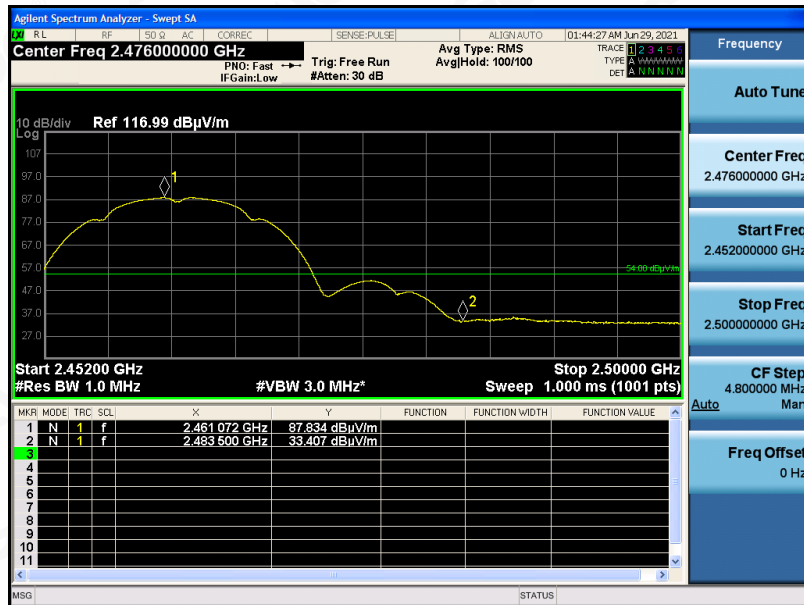 Agilent Spectrum Analyzer - Swept SA
LXI RL RF 50 Ω AC CORREC SENSE:PULSE ALIGNAUTO 01:44:27 AM Jun 29, 2021
Center Freq 2.476000000 GHz Avg Type: RMS TRACE 1 2 3 4 5 6
PNO: Fast Trig: Free Run Avg|Hold: 100/100 TYPE A WWWWW
IFGain:Low #Atten: 30 dB DET A N N N N N
10 dB/div Ref 116.99 dBµV/m
Log
107
97.0
1
87.0
77.0
67.0
57.0
54.00 dBµV/m
47.0
2
37.0
27.0
Start 2.45200 GHz Stop 2.50000 GHz
#Res BW 1.0 MHz #VBW 3.0 MHz* Sweep 1.000 ms (1001 pts)
MKR MODE TRC SCL X Y FUNCTION FUNCTION WIDTH FUNCTION VALUE
1 N 1 f 2.461 072 GHz 87.834 dBµV/m
2 N 1 f 2.483 500 GHz 33.407 dBµV/m
3
4
5
6
7
8
9
10
11
MSG STATUS
Frequency
Auto Tune
Center Freq
2.476000000 GHz
Start Freq
2.452000000 GHz
Stop Freq
2.500000000 GHz
CF Step
4.800000 MHz
Auto Man
Freq Offset
0 Hz